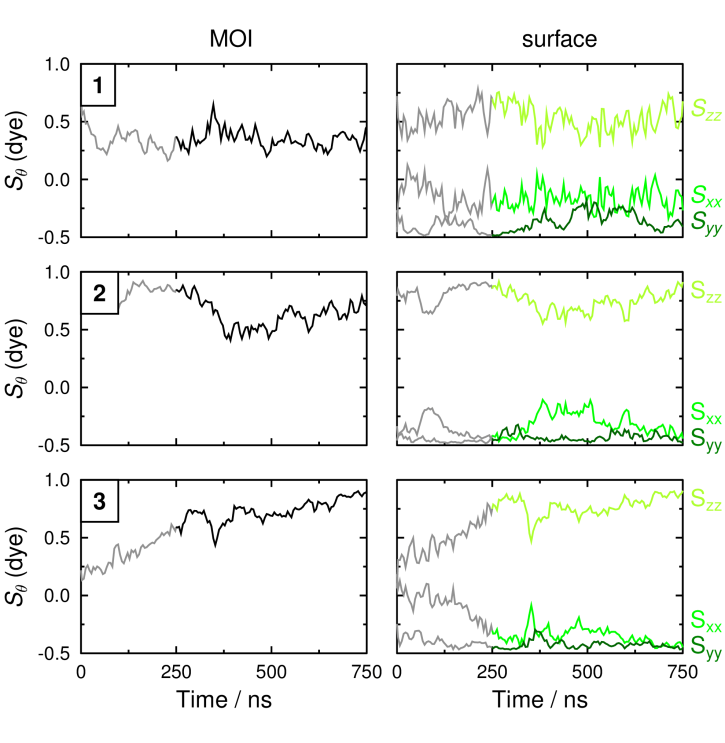 MOI
surface
1.0
0.5
0.0
-0.5
Sθ (dye)
1
Szz
Sxx
Syy
1.0
0.5
0.0
-0.5
Sθ (dye)
2
Szz
Sxx
Syy
1.0
0.5
0.0
-0.5
Sθ (dye)
3
Szz
Sxx
Syy
0 250 500 750
0 250 500 750
Time / ns
Time / ns